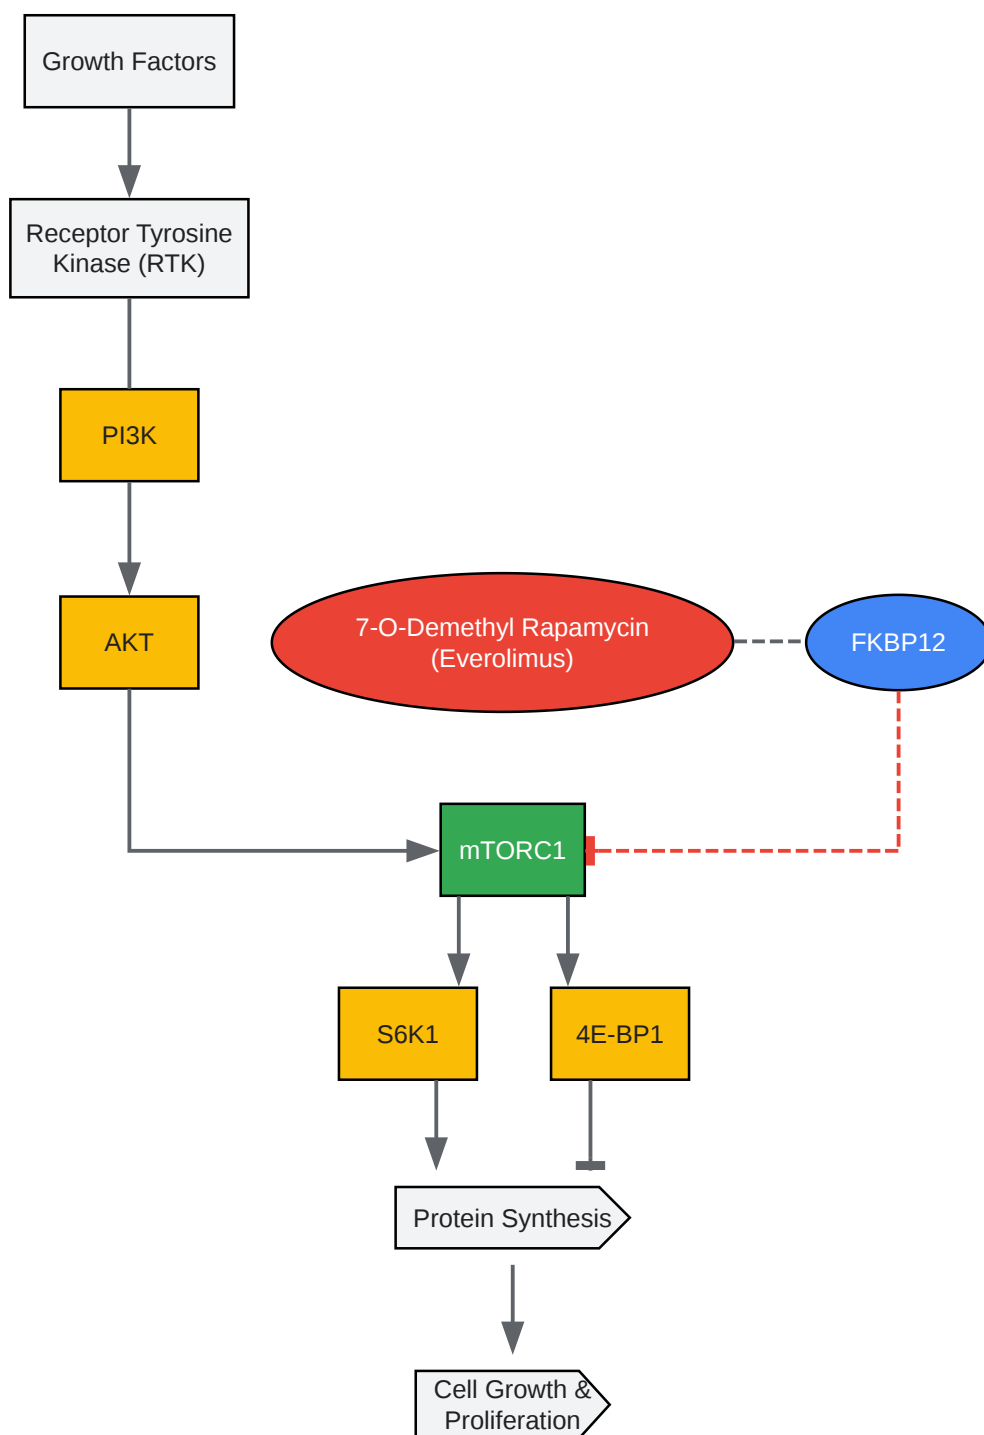 Growth Factors
Receptor Tyrosine
Kinase (RTK)
PI3K
AKT
7-O-Demethyl Rapamycin
(Everolimus)
FKBP12
mTORC1
S6K1
4E-BP1
Protein Synthesis
Cell Growth &
Proliferation